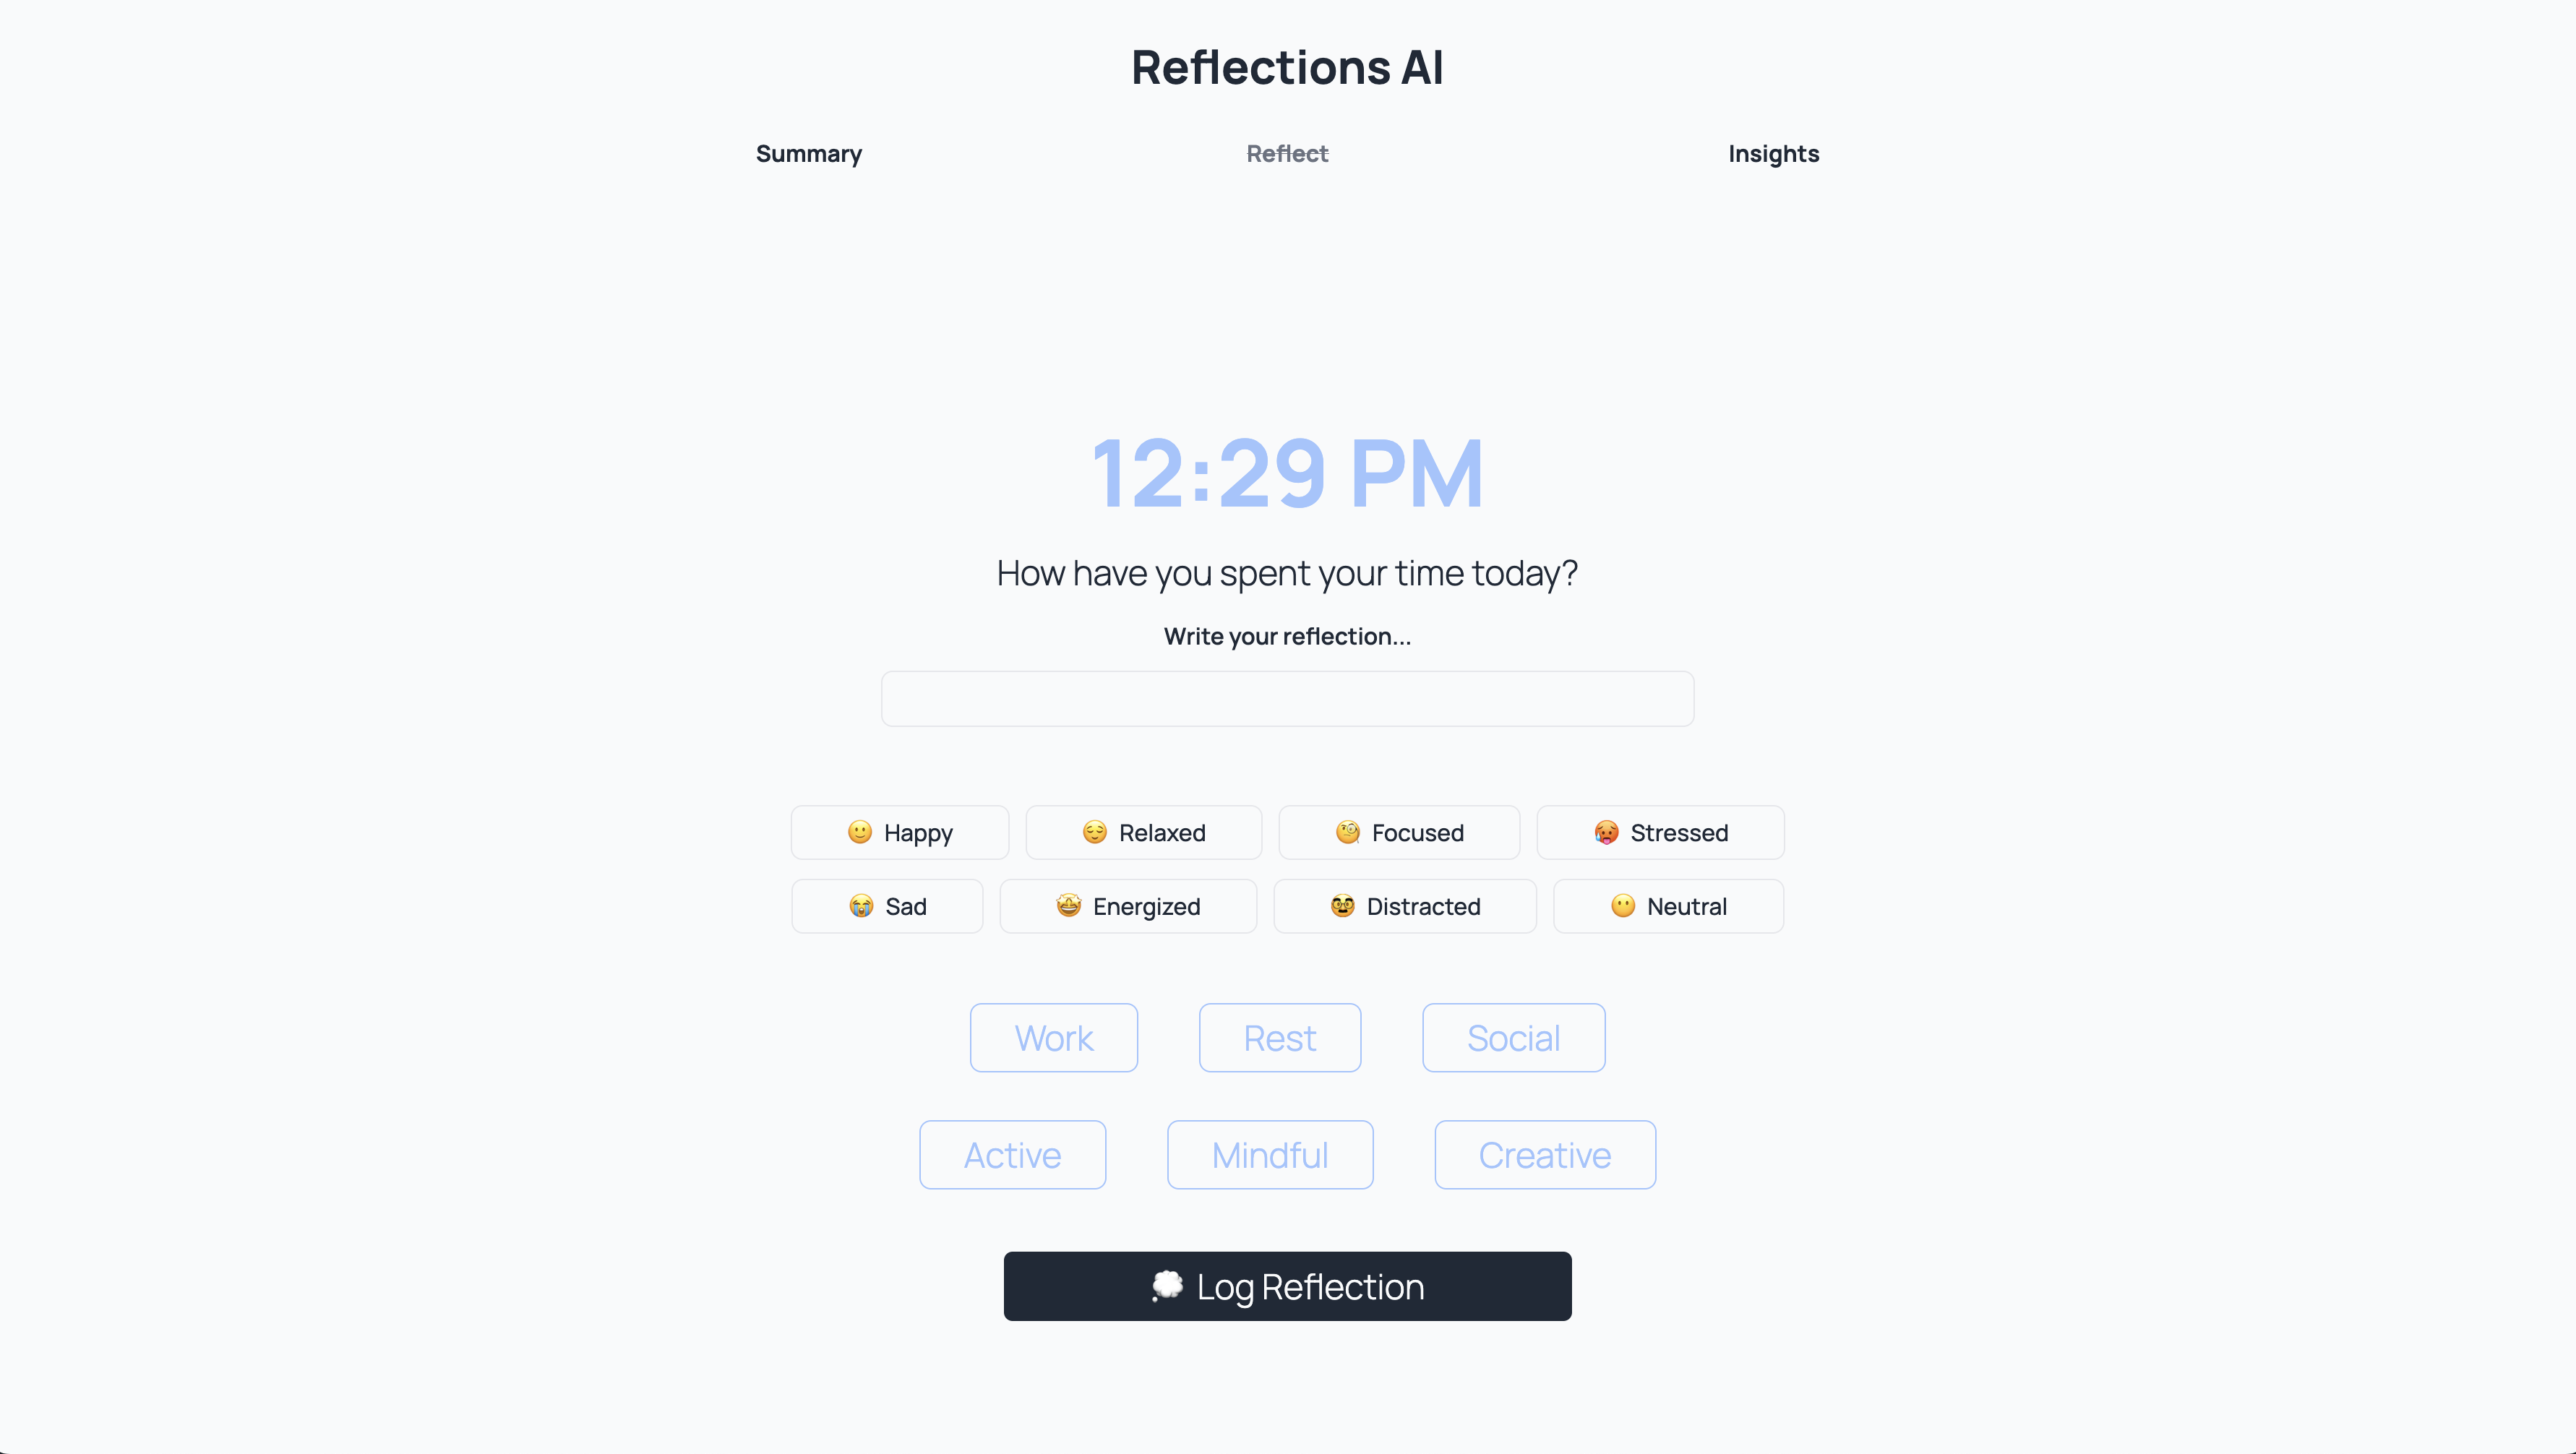 Reflections AI
Summary Reflect Insights
12:29 PM
How have you spent your time today?
Write your reflection...
🙂 Happy 😌 Relaxed 🧐 Focused 🥵 Stressed
😭 Sad 🤩 Energized 🥸 Distracted 😶 Neutral
Work Rest Social
Active Mindful Creative
💭 Log Reflection